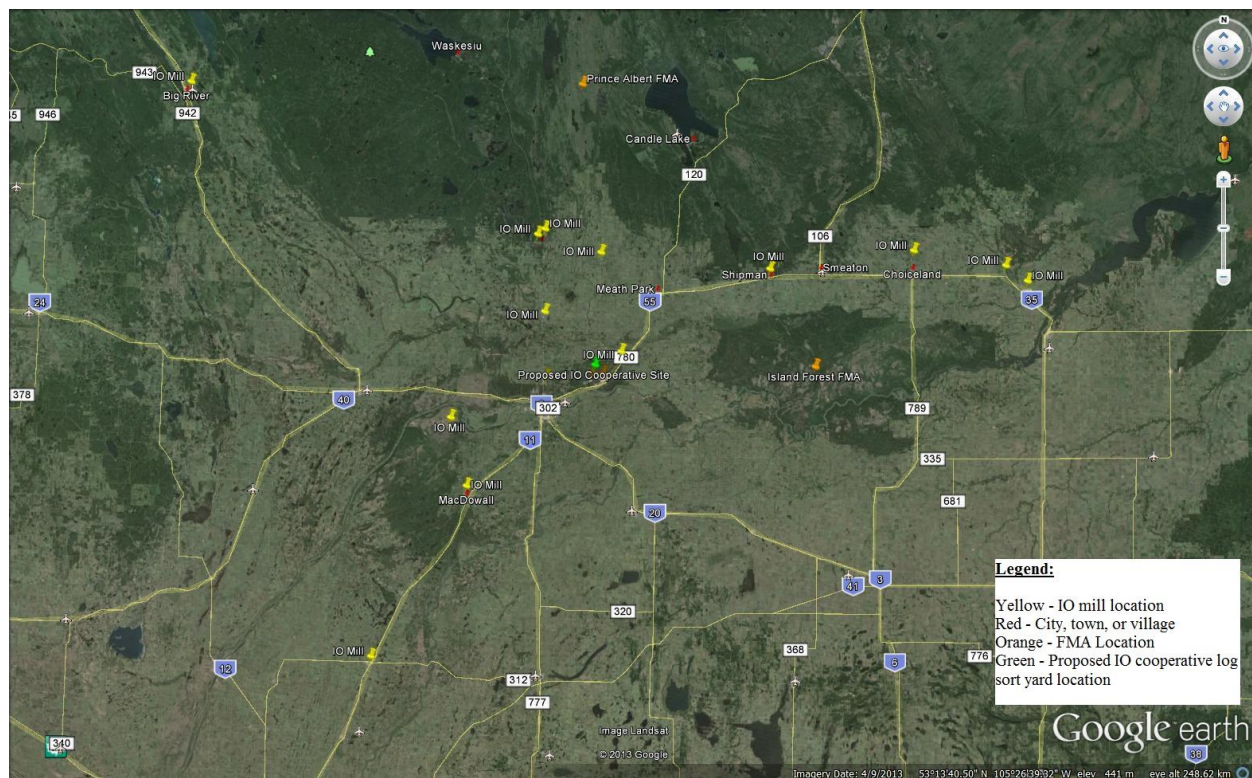 Waskesiu
N
943
IO Mill
Prince Albert FMA
Big River
946
942
Candle Lake
120
IO Mill
IO Mill
106
IO Mill
IO Mill
IO Mill
IO Mill
Shipman
Smeaton
Choiceland
IO Mill
Meath Park
24
55
35
IO Mill
IO Mill
780
Proposed IO Cooperative Site
Island Forest FMA
378
40
302
789
IO Mill
11
335
IO Mill
MacDowall
681
20
Legend:
3
41
Yellow - IO mill location
Red - City, town, or village
320
Orange - FMA Location
Green - Proposed IO cooperative log
sort yard location
368
IO Mill
776
12
6
312
777
Google earth
Image Landsat
340
© 2013 Google
38
Imagery Date: 4/9/2013 53°13'40.50" N 105°26'39.32" W elev 441 m eye alt 248.62 km